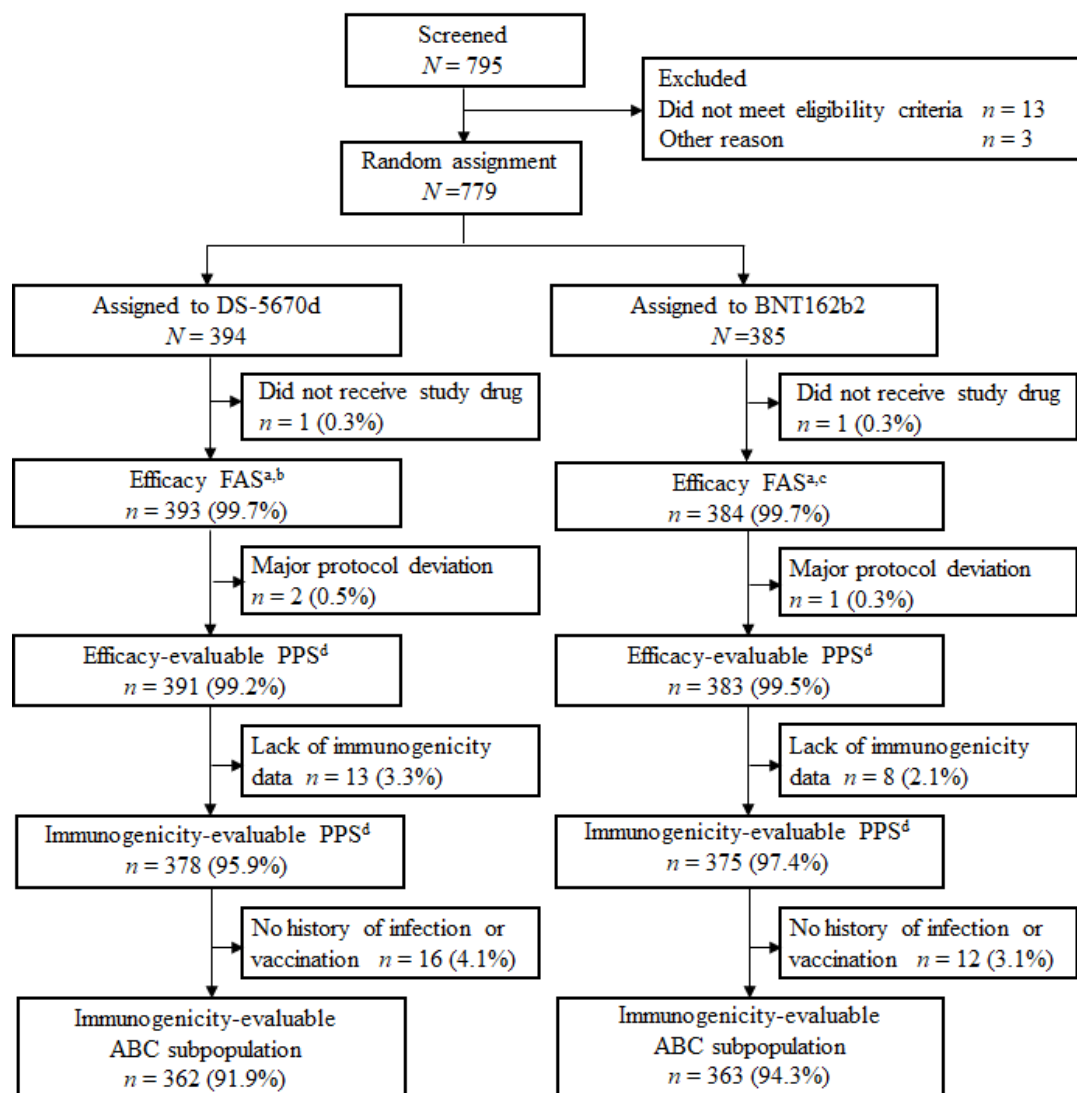 Screened
N = 795
Excluded
Did not meet eligibility criteria n = 13
Other reason n = 3
Random assignment
N =779
Assigned to DS-5670d
N = 394
Assigned to BNT162b2
N =385
Did not receive study drug
n = 1 (0.3%)
Did not receive study drug
n = 1 (0.3%)
Efficacy FASa,b
n = 393 (99.7%)
Efficacy FASa,c
n = 384 (99.7%)
Major protocol deviation
n = 2 (0.5%)
Major protocol deviation
n = 1 (0.3%)
Efficacy-evaluable PPSd
n = 391 (99.2%)
Efficacy-evaluable PPSd
n = 383 (99.5%)
Lack of immunogenicity
data n = 13 (3.3%)
Lack of immunogenicity
data n = 8 (2.1%)
Immunogenicity-evaluable PPSd
n = 378 (95.9%)
Immunogenicity-evaluable PPSd
n = 375 (97.4%)
No history of infection or
vaccination n = 16 (4.1%)
No history of infection or
vaccination n = 12 (3.1%)
Immunogenicity-evaluable
ABC subpopulation
n = 362 (91.9%)
Immunogenicity-evaluable
ABC subpopulation
n = 363 (94.3%)